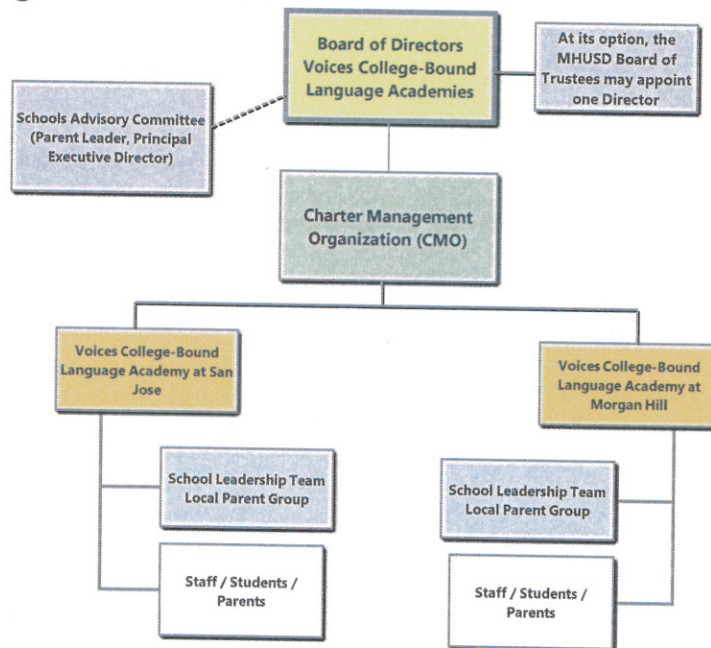 Board of Directors
Voices College-Bound
Language Academies
At its option, the
MHUSD Board of
Trustees may appoint
one Director
Schools Advisory Committee
(Parent Leader, Principal
Executive Director)
Charter Management
Organization (CMO)
Voices College-Bound
Language Academy at San
Jose
Voices College-Bound
Language Academy at
Morgan Hill
School Leadership Team
Local Parent Group
School Leadership Team
Local Parent Group
Staff / Students /
Parents
Staff / Students /
Parents